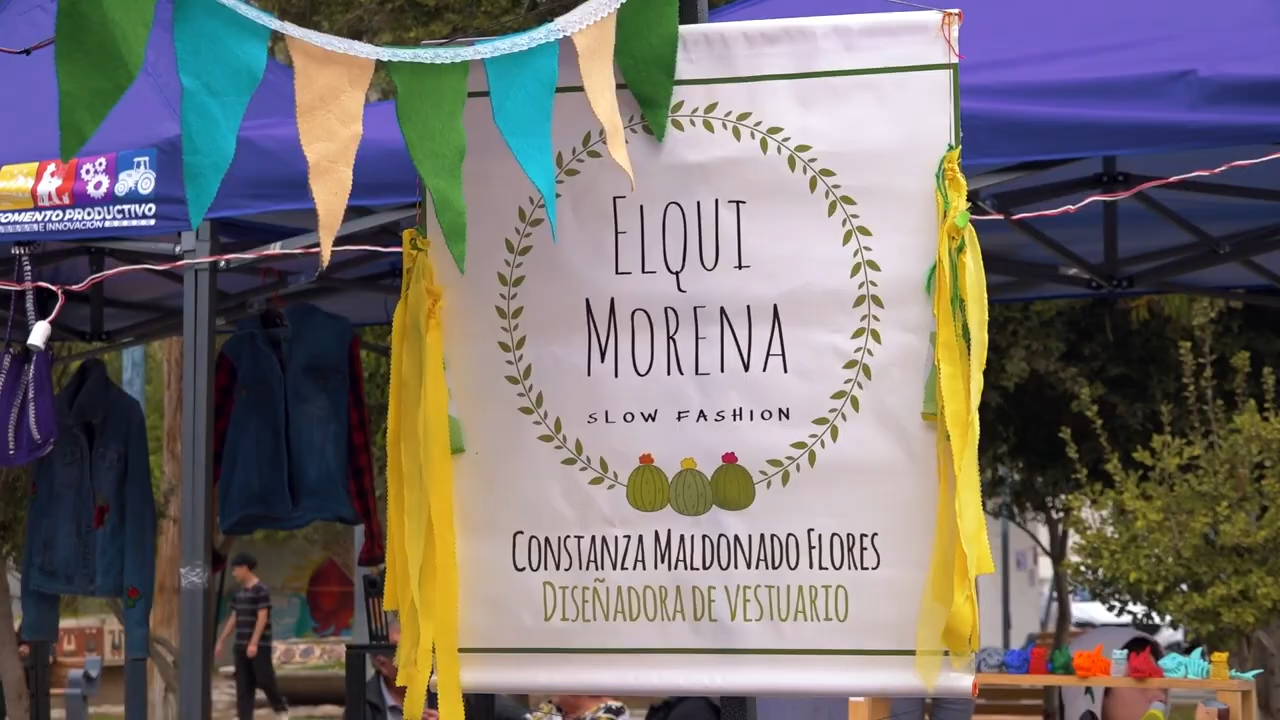 FOMENTO PRODUCTIVO
E INNOVACIÓN
ELQUI
MORENA
SLOW FASHION
CONSTANZA MALDONADO FLORES
DISEÑADORA DE VESTUARIO